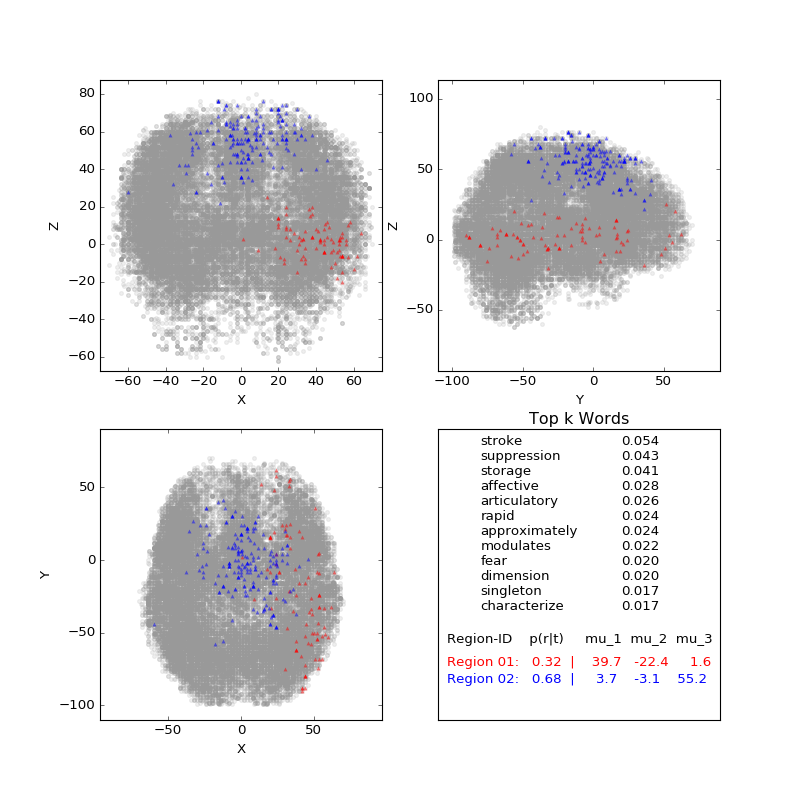 80
60
40
20
0
−20
−40
−60
Z
−60 −40 −20 0 20 40 60
X
100
50
0
−50
Z
−100 −50 0 50
Y
50
0
−50
−100
Y
−50 0 50
X
Top k Words
stroke 0.054
suppression 0.043
storage 0.041
affective 0.028
articulatory 0.026
rapid 0.024
approximately 0.024
modulates 0.022
fear 0.020
dimension 0.020
singleton 0.017
characterize 0.017
Region-ID p(r|t) mu_1 mu_2 mu_3
Region 01: 0.32 | 39.7 -22.4 1.6
Region 02: 0.68 | 3.7 -3.1 55.2